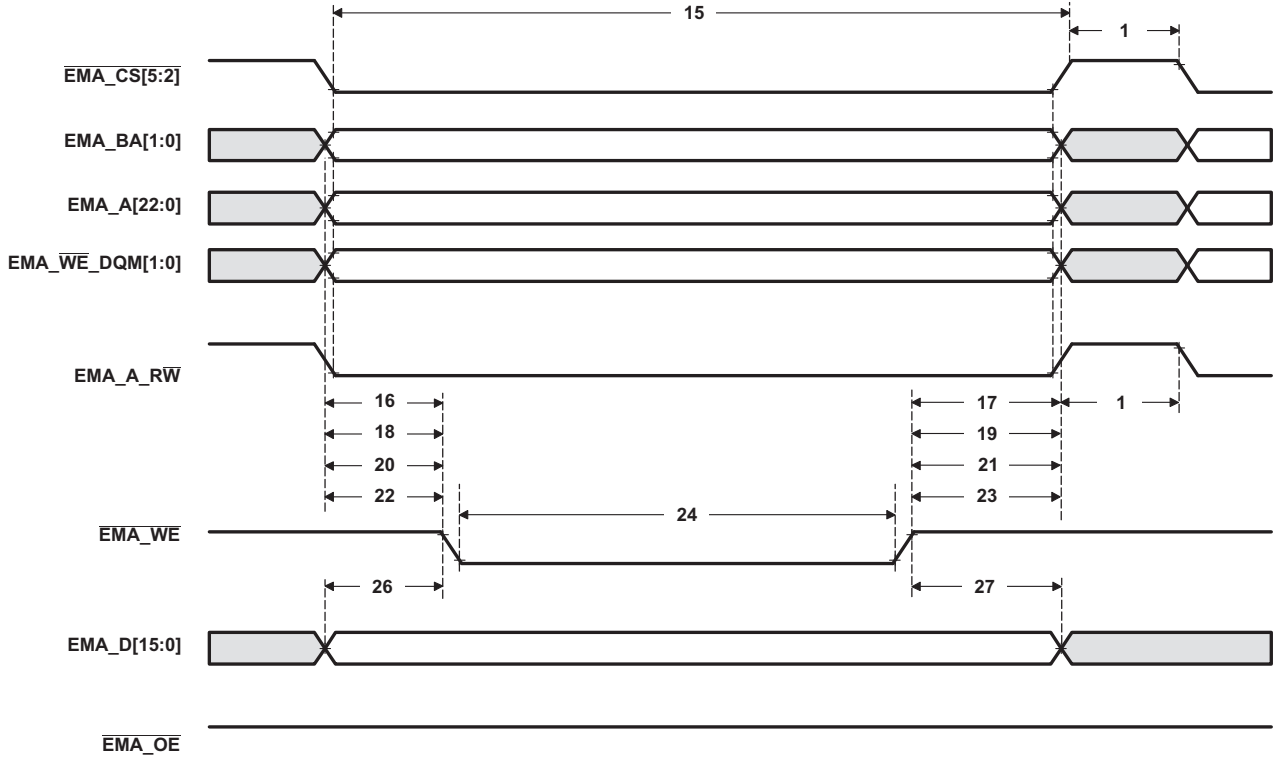 15
1
EMA_CS[5:2]
EMA_BA[1:0]
EMA_A[22:0]
EMA_WE_DQM[1:0]
EMA_A_RW
16 17 1
18 19
20 21
22 23
EMA_WE 24
26 27
EMA_D[15:0]
EMA_OE